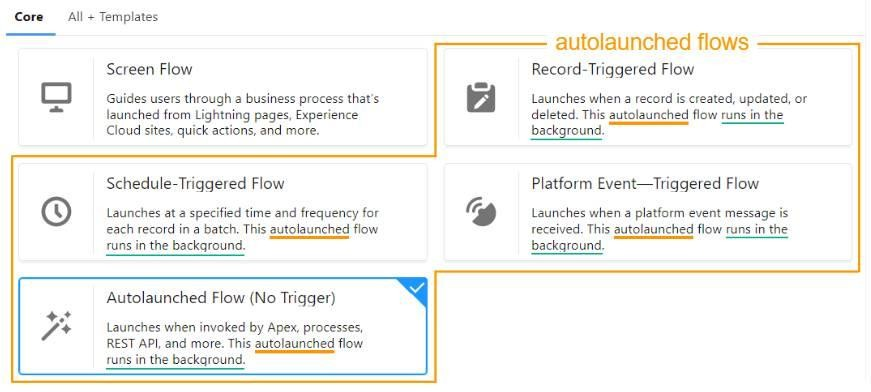 Core
All + Templates
autolaunched flows
Screen Flow
Guides users through a business process that's
launched from Lightning pages, Experience
Cloud sites, quick actions, and more.
Record-Triggered Flow
Launches when a record is created, updated, or
deleted. This autolaunched flow runs in the
background.
Schedule-Triggered Flow
Launches at a specified time and frequency for
each record in a batch. This autolaunched flow
runs in the background.
Platform Event—Triggered Flow
Launches when a platform event message is
received. This autolaunched flow runs in the
background.
Autolaunched Flow (No Trigger)
Launches when invoked by Apex, processes,
REST API, and more. This autolaunched flow
runs in the background.